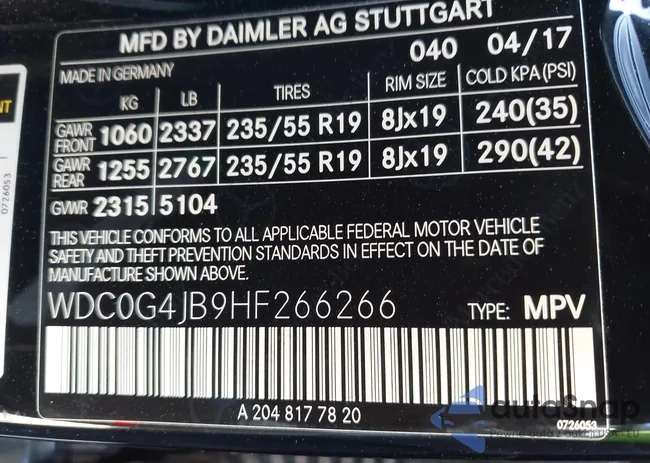 MFD BY DAIMLER AG STUTTGART
040 04/17
MADE IN GERMANY
KG LB TIRES RIM SIZE COLD KPA(PSI)
GAWR FRONT 1060 2337 235/55 R19 8Jx19 240(35)
GAWR REAR 1255 2767 235/55 R19 8Jx19 290(42)
GVWR 2315 5104
THIS VEHICLE CONFORMS TO ALL APPLICABLE FEDERAL MOTOR VEHICLE
SAFETY AND THEFT PREVENTION STANDARDS IN EFFECT ON THE DATE OF
MANUFACTURE SHOWN ABOVE.
WDC0G4JB9HF266266 TYPE: MPV
A 204 817 78 20
0726053
0726053
autoSnap